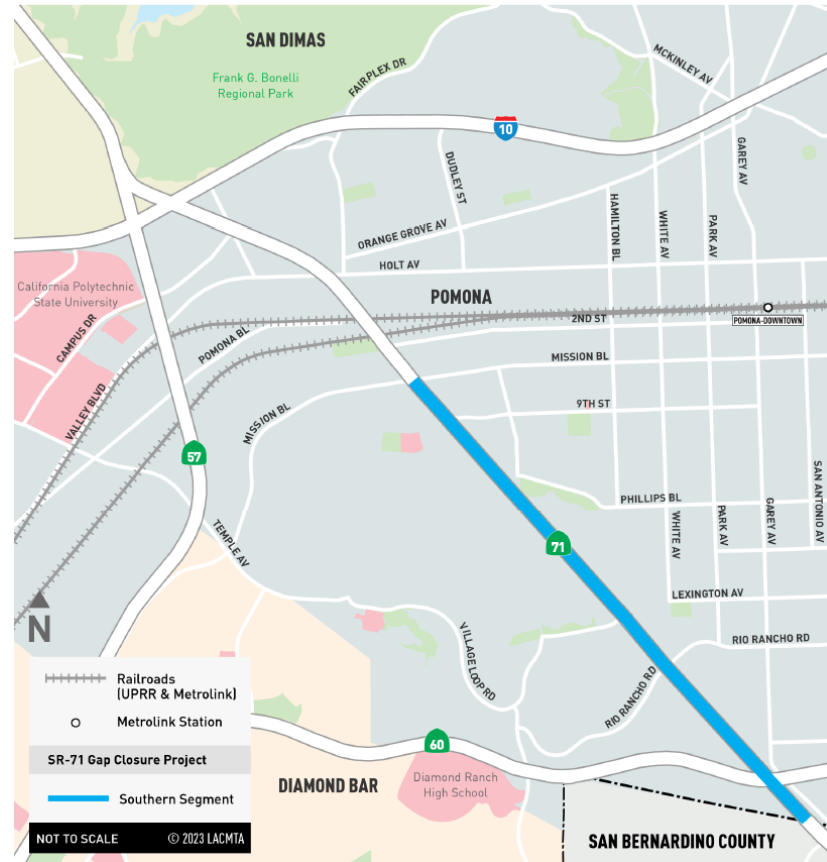 SAN DIMAS
Frank G. Bonelli
Regional Park
FAIRPLEX DR
MCKINLEY AV
10
GAREY AV
DUDLEY ST
ORANGE GROVE AV
HAMILTON BL
WHITE AV
PARK AV
HOLT AV
California Polytechnic
State University
POMONA
CAMPUS DR
POMONA BL
2ND ST
POMONA-DOWNTOWN
MISSION BL
VALLEY BLVD
MISSION BL
9TH ST
57
SAN ANTONIO AV
PHILLIPS BL
WHITE AV
PARK AV
GAREY AV
71
TEMPLE AV
LEXINGTON AV
N
VILLAGE LOOP RD
RIO RANCHO RD
RIO RANCHO RD
Railroads
(UPRR & Metrolink)
Metrolink Station
SR-71 Gap Closure Project
Southern Segment
NOT TO SCALE © 2023 LACMTA
60
DIAMOND BAR
Diamond Ranch
High School
SAN BERNARDINO COUNTY